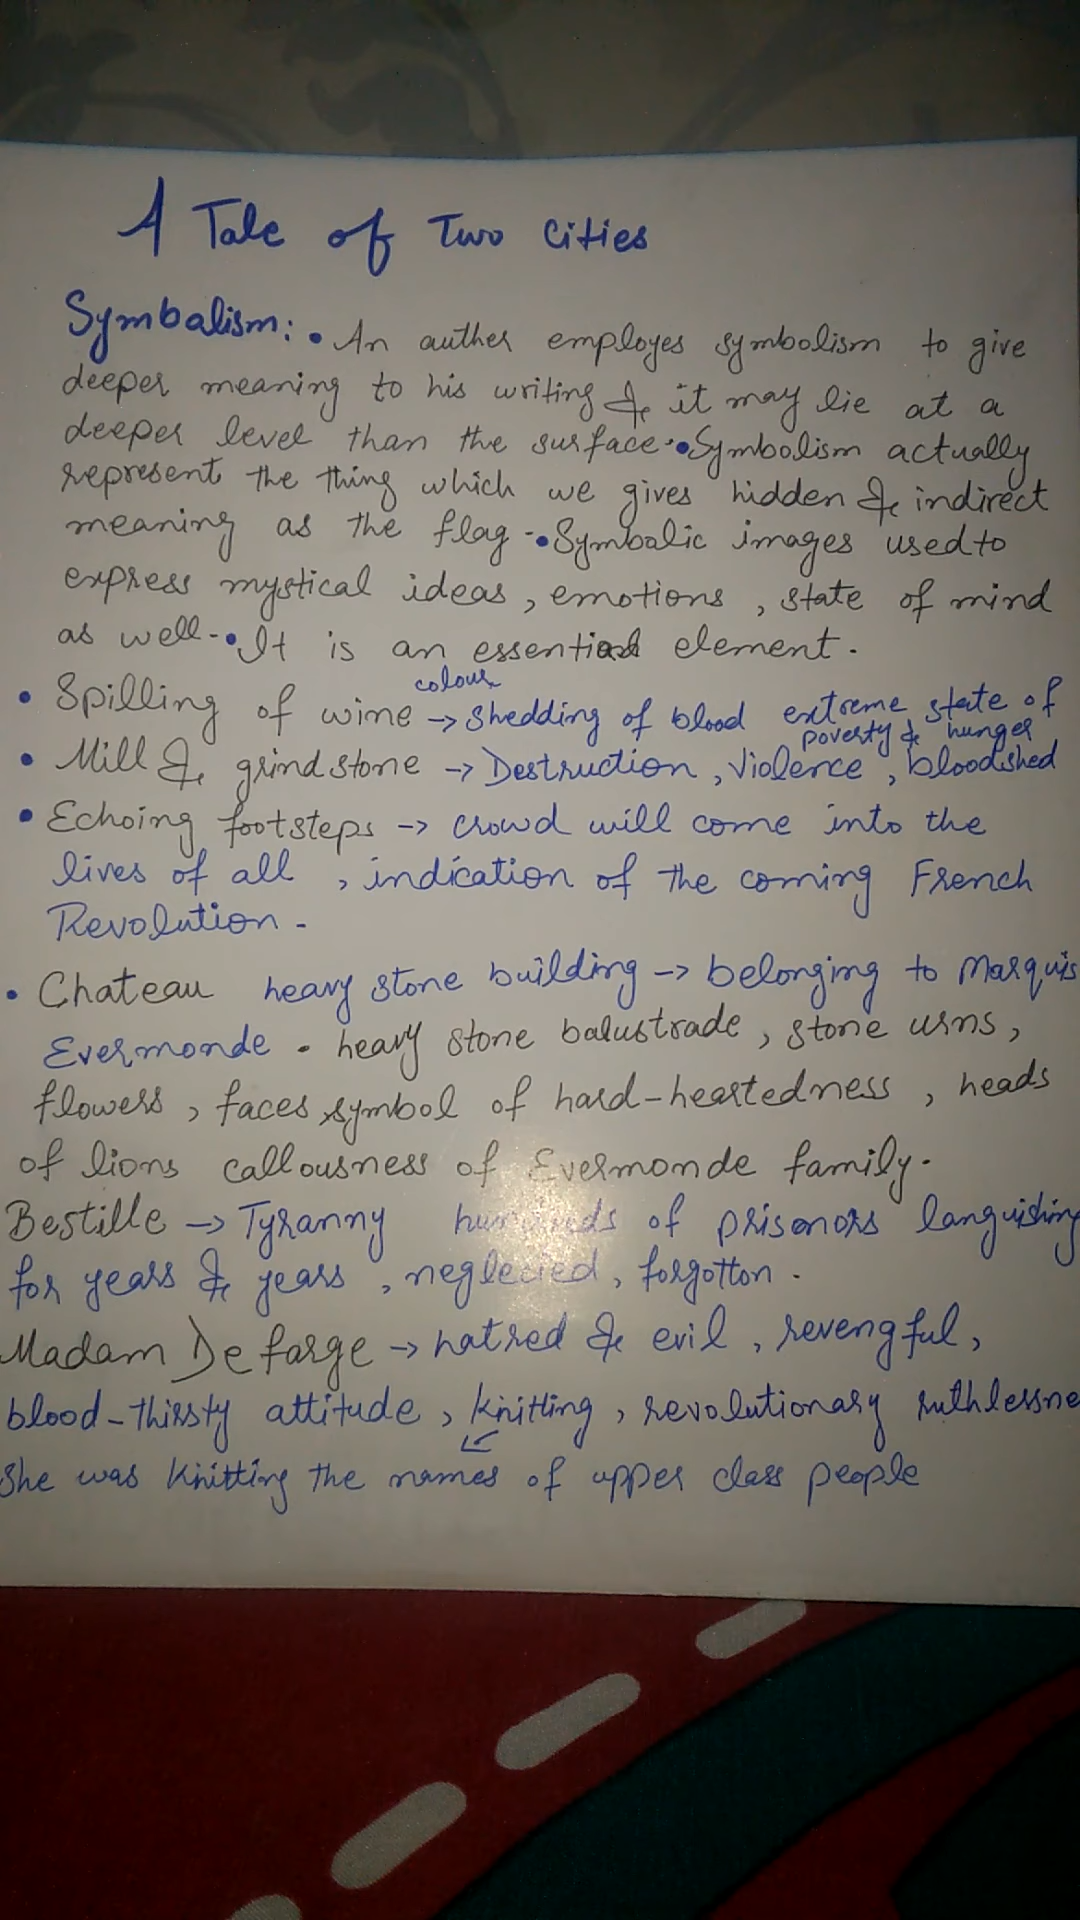 A Tale of Two Cities
Symbalism: • An auther employes symbolism to give
deeper meaning to his writing & it may lie at a
deeper level than the surface. • Symbolism actually
represent the thing which we gives hidden & indirect
meaning as the flag - • Symbolic images used to
express mystical ideas, emotions, state of mind
as well - • It is an essential element.
colour
• Spilling of wine -> shedding of blood extreme state of
poverty & hunger
• Mill & grindstone -> Destruction, violence, bloodshed
• Echoing footsteps -> crowd will come into the
lives of all, indication of the coming French
Revolution -
• Chateau heavy stone building -> belonging to Marquis
Evermonde . heavy stone balustrade, stone urns,
flowers, faces, symbol of hard-heartedness, heads
of lions callousness of Evermonde family.
Bestille -> Tyranny hundreds of prisonors languishing
for years & years, neglected, forgotton .
Madam De farge -> hatred & evil, revengful,
blood-thirsty attitude, Knitting, revolutionary ruthlessne
She was Knitting the names of upper class people